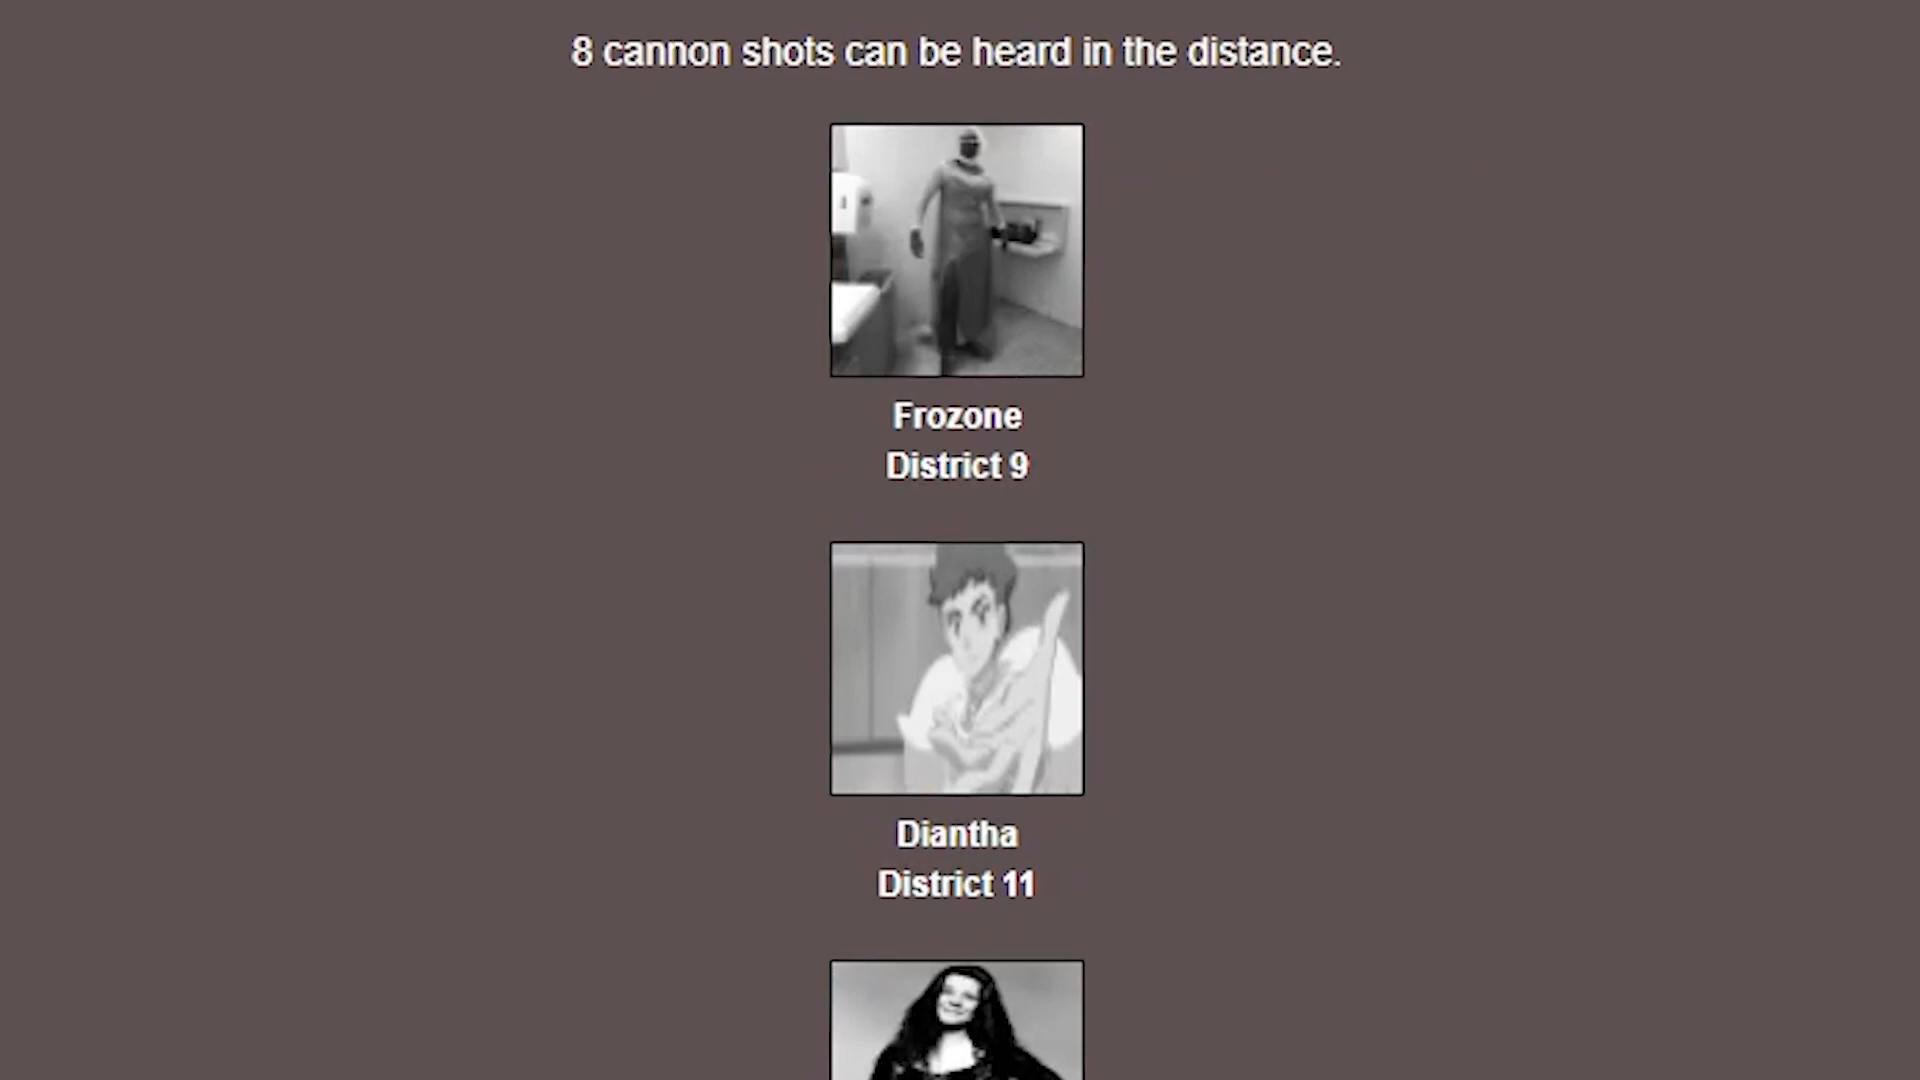 8 cannon shots can be heard in the distance.
Frozone
District 9
Diantha
District 11